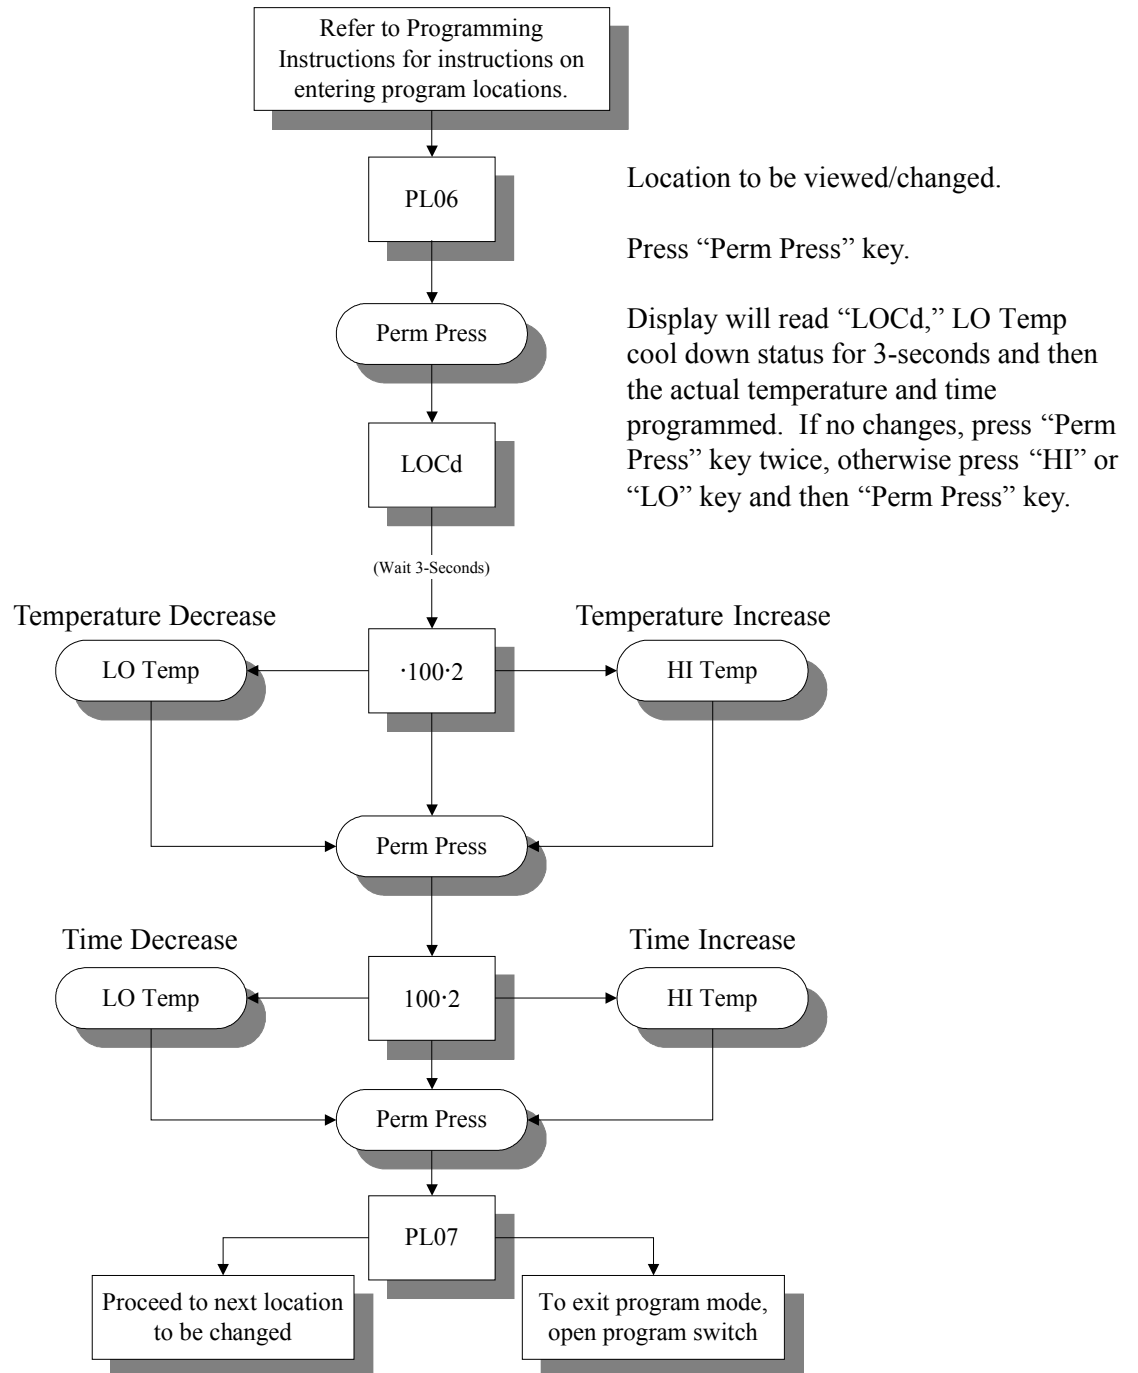 Refer to Programming
Instructions for instructions on
entering program locations.
PL06
Location to be viewed/changed.
Press “Perm Press” key.
Perm Press
Display will read “LOCd,” LO Temp
cool down status for 3-seconds and then
the actual temperature and time
programmed.  If no changes, press “Perm
Press” key twice, otherwise press “HI” or
“LO” key and then “Perm Press” key.
LOCd
(Wait 3-Seconds)
Temperature Decrease
Temperature Increase
LO Temp
·100·2
HI Temp
Perm Press
Time Decrease
Time Increase
LO Temp
100·2
HI Temp
Perm Press
PL07
Proceed to next location
to be changed
To exit program mode,
open program switch